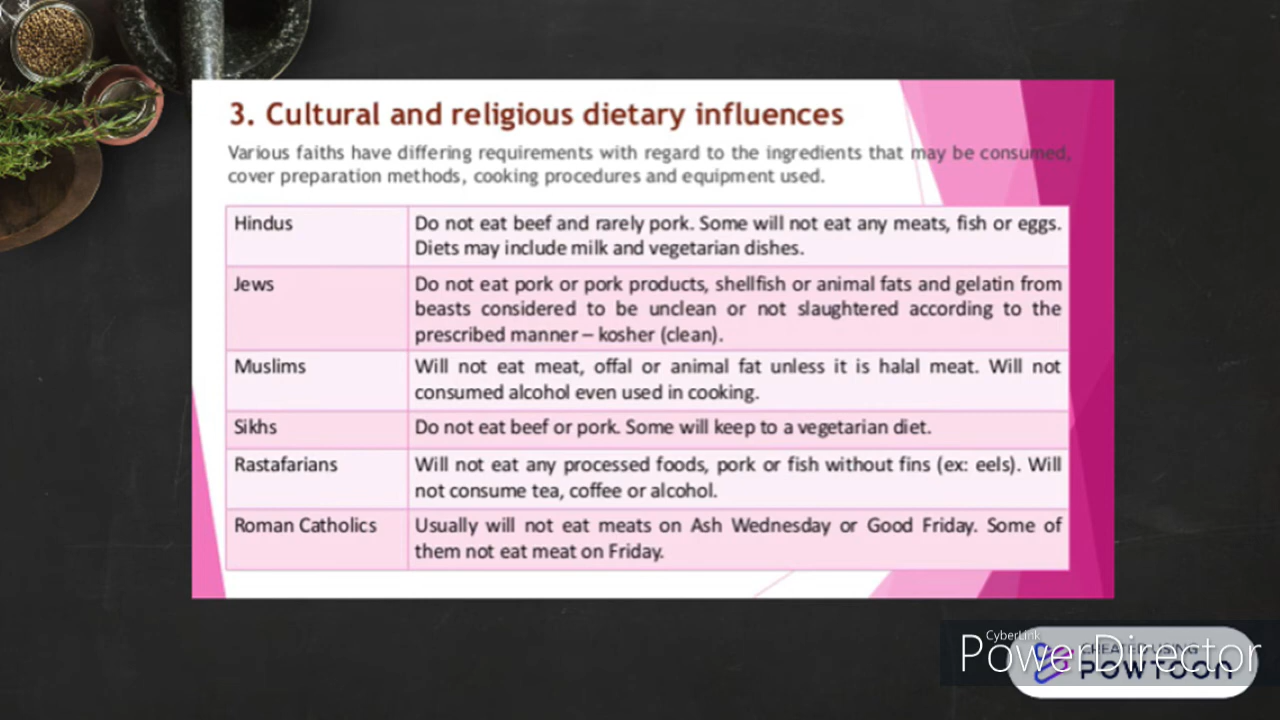 3. Cultural and religious dietary influences
Various faiths have differing requirements with regard to the ingredients that may be consumed,
cover preparation methods, cooking procedures and equipment used.
Hindus
Do not eat beef and rarely pork. Some will not eat any meats, fish or eggs.
Diets may include milk and vegetarian dishes.
Jews
Do not eat pork or pork products, shellfish or animal fats and gelatin from
beasts considered to be unclean or not slaughtered according to the
prescribed manner – kosher (clean).
Muslims
Will not eat meat, offal or animal fat unless it is halal meat. Will not
consumed alcohol even used in cooking.
Sikhs
Do not eat beef or pork. Some will keep to a vegetarian diet.
Rastafarians
Will not eat any processed foods, pork or fish without fins (ex: eels). Will
not consume tea, coffee or alcohol.
Roman Catholics
Usually will not eat meats on Ash Wednesday or Good Friday. Some of
them not eat meat on Friday.
CyberLink
PowerDirector
CREATED USING
POWTOON